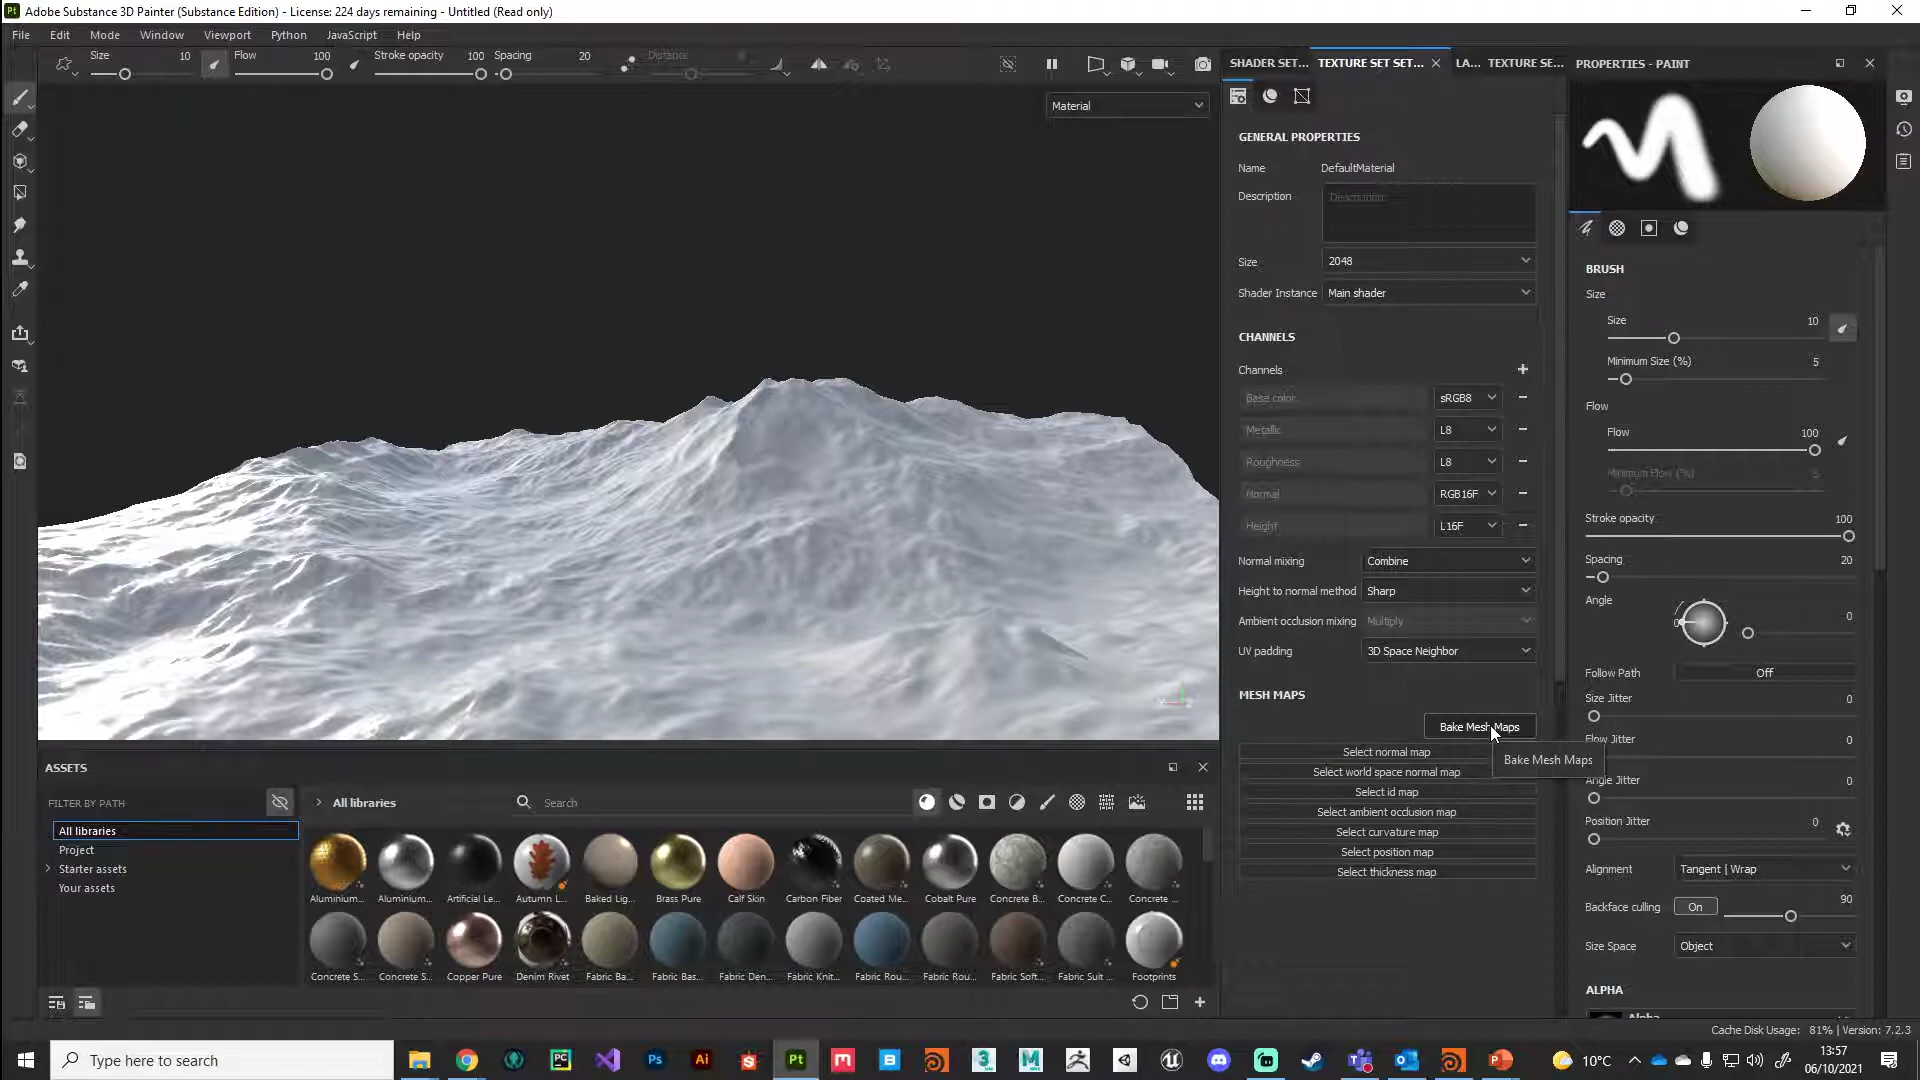 Adobe Substance 3D Painter (Substance Edition) - License: 224 days remaining - Untitled (Read only)
File Edit Mode Window Viewport Python JavaScript Help
Size 10 Flow 100 Stroke opacity 100 Spacing 20 Distance
Material
SHADER SET... TEXTURE SET SET... LA... TEXTURE SE...
GENERAL PROPERTIES
Name DefaultMaterial
Description Description
Size 2048
Shader Instance Main shader
CHANNELS
Channels
Base color sRGB8
Metallic L8
Roughness L8
Normal RGB16F
Height L16F
Normal mixing Combine
Height to normal method Sharp
Ambient occlusion mixing Multiply
UV padding 3D Space Neighbor
MESH MAPS
Bake Mesh Maps
Select normal map
Bake Mesh Maps
Select world space normal map
Select id map
Select ambient occlusion map
Select curvature map
Select position map
Select thickness map
PROPERTIES - PAINT
BRUSH
Size
Size 10
Minimum Size (%) 5
Flow
Flow 100
Minimum Flow (%) 5
Stroke opacity 100
Spacing 20
Angle 0
0
Follow Path Off
Size Jitter 0
Flow Jitter 0
Angle Jitter 0
Position Jitter 0
Alignment Tangent | Wrap
Backface culling On 90
Size Space Object
ALPHA
Alpha
ASSETS
FILTER BY PATH
All libraries
Project
Starter assets
Your assets
All libraries Search
Aluminium... Aluminium... Artificial Le... Autumn L... Baked Lig... Brass Pure Calf Skin Carbon Fiber Coated Me... Cobalt Pure Concrete B... Concrete C... Concrete ...
Concrete S... Concrete S... Copper Pure Denim Rivet Fabric Ba... Fabric Bas... Fabric Den... Fabric Knit... Fabric Rou... Fabric Rou... Fabric Soft... Fabric Suit ... Footprints
Cache Disk Usage: 81% | Version: 7.2.3
Type here to search
PC
Ps
Ai
Pt
10°C
13:57
06/10/2021